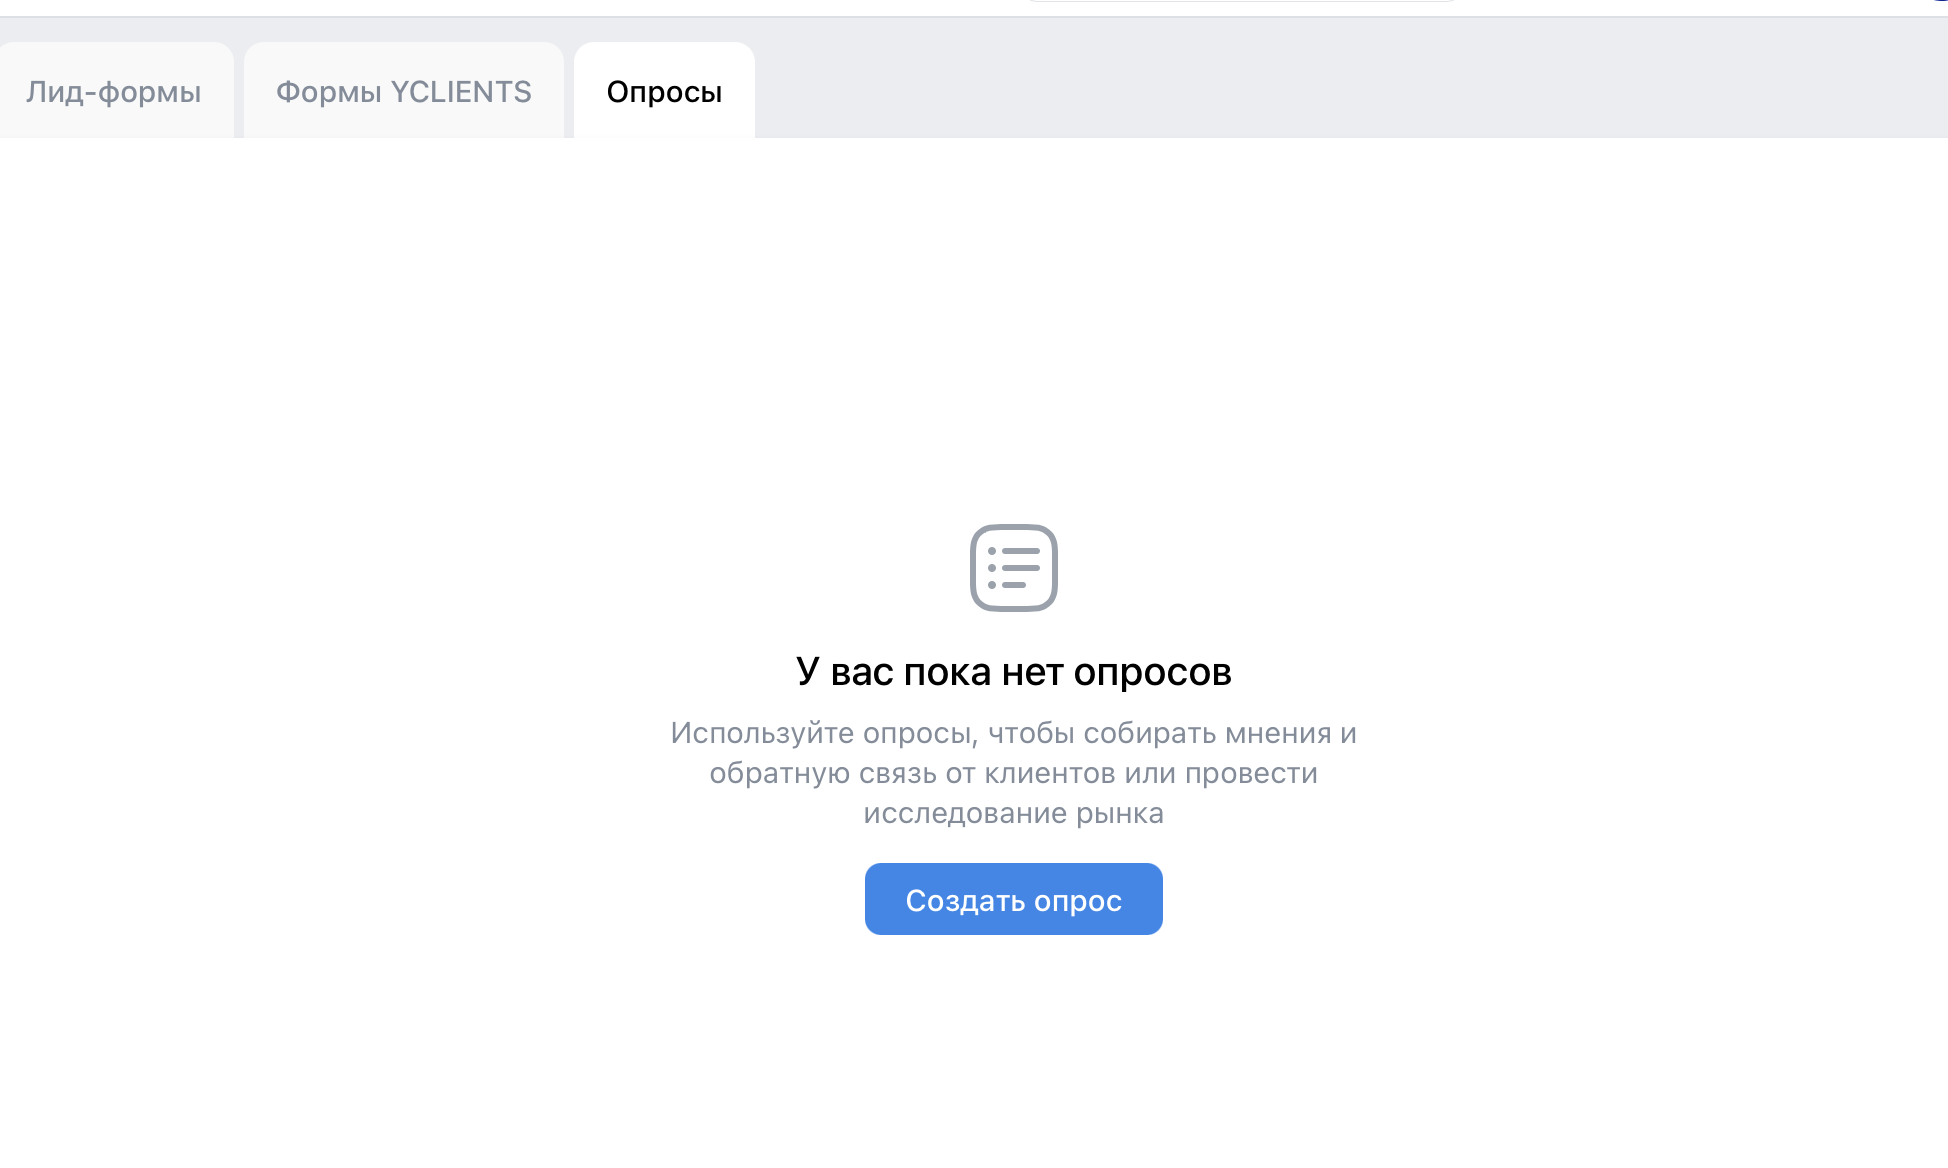 Лид-формы
Формы YCLIENTS
Опросы
У вас пока нет опросов
Используйте опросы, чтобы собирать мнения и
обратную связь от клиентов или провести
исследование рынка
Создать опрос